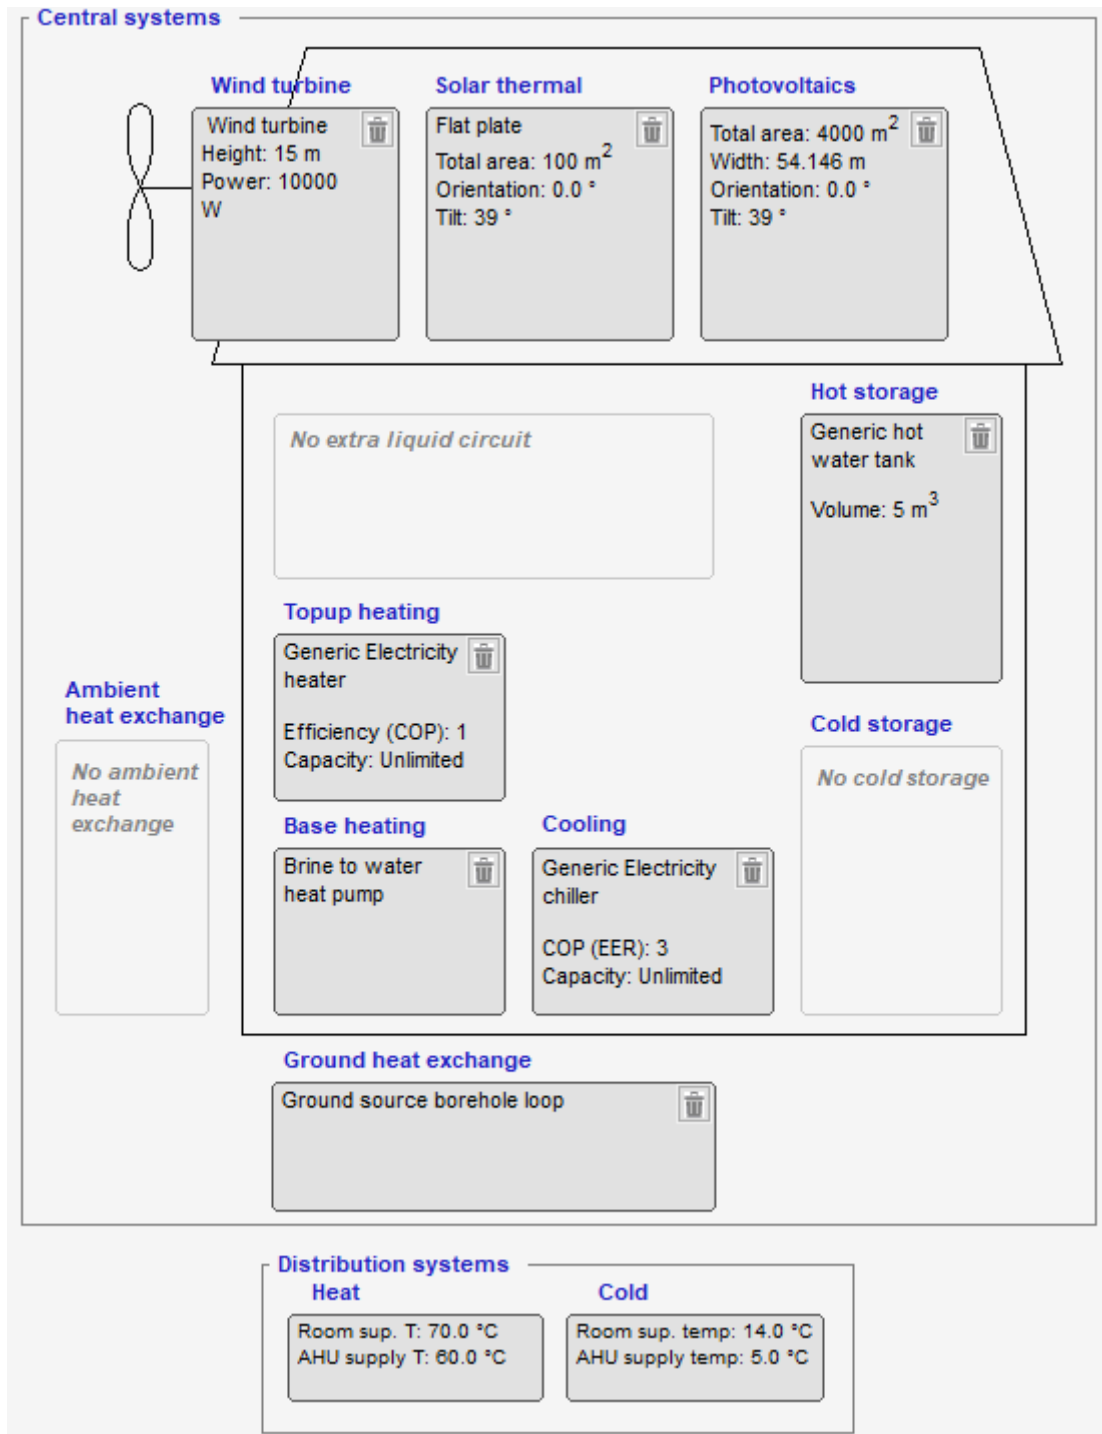 Central systems
Wind turbine
Wind turbine
Height: 15 m
Power: 10000
W
Solar thermal
Flat plate
Total area: 100 m²
Orientation: 0.0 °
Tilt: 39 °
Photovoltaics
Total area: 4000 m²
Width: 54.146 m
Orientation: 0.0 °
Tilt: 39 °
No extra liquid circuit
Hot storage
Generic hot
water tank
Volume: 5 m³
Topup heating
Generic Electricity
heater
Efficiency (COP): 1
Capacity: Unlimited
Ambient
heat exchange
No ambient
heat
exchange
Cold storage
No cold storage
Base heating
Brine to water
heat pump
Cooling
Generic Electricity
chiller
COP (EER): 3
Capacity: Unlimited
Ground heat exchange
Ground source borehole loop
Distribution systems
Heat
Room sup. T: 70.0 °C
AHU supply T: 60.0 °C
Cold
Room sup. temp: 14.0 °C
AHU supply temp: 5.0 °C